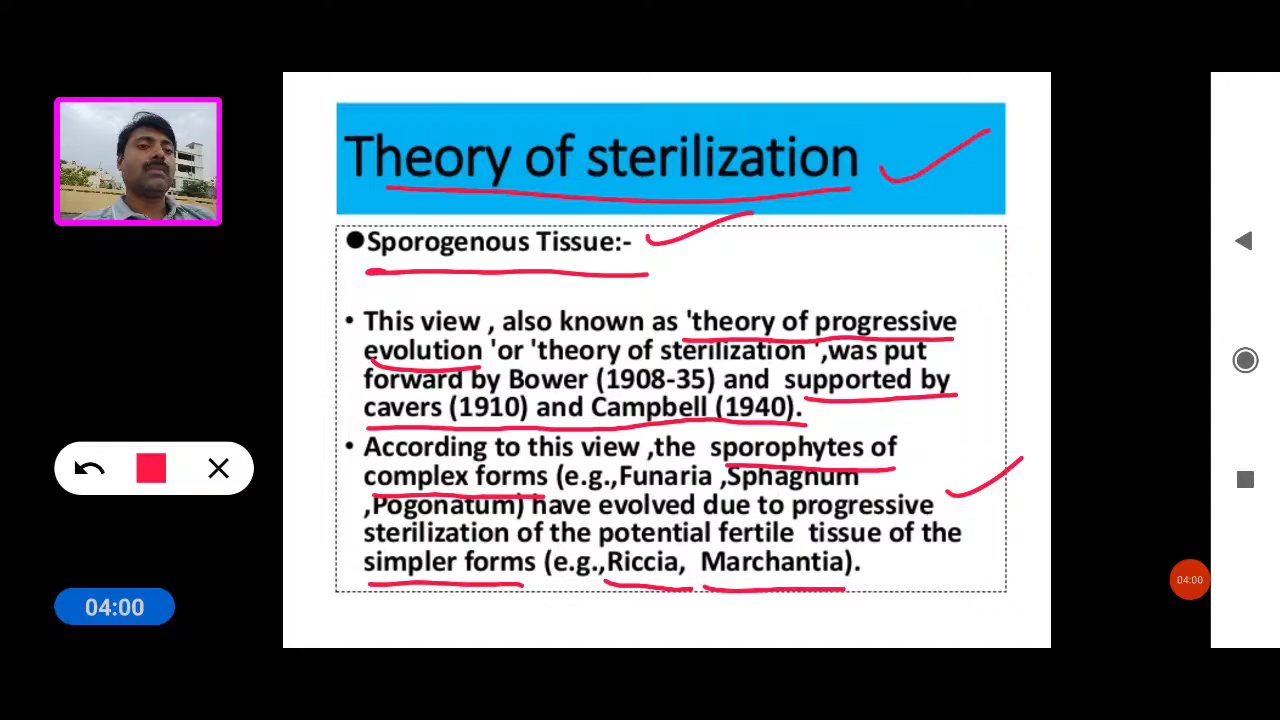 Theory of sterilization
●Sporogenous Tissue:-
• This view , also known as 'theory of progressive
evolution 'or 'theory of sterilization ',was put
forward by Bower (1908-35) and supported by
cavers (1910) and Campbell (1940).
• According to this view ,the sporophytes of
complex forms (e.g.,Funaria ,Sphagnum
,Pogonatum) have evolved due to progressive
sterilization of the potential fertile tissue of the
simpler forms (e.g.,Riccia, Marchantia).
04:00
04:00